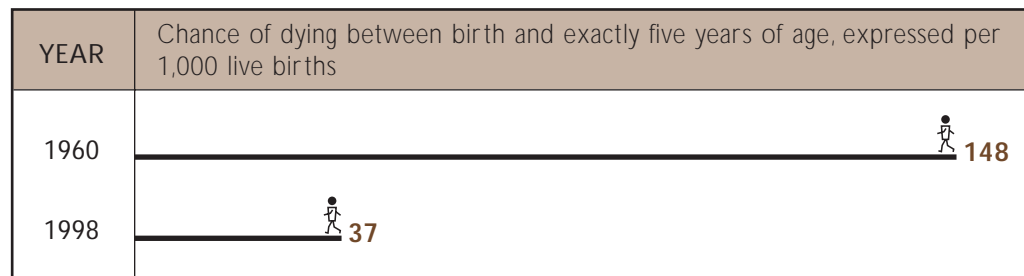 YEAR
Chance of dying between birth and exactly five years of age, expressed per
1,000 live births
1960
148
1998
37